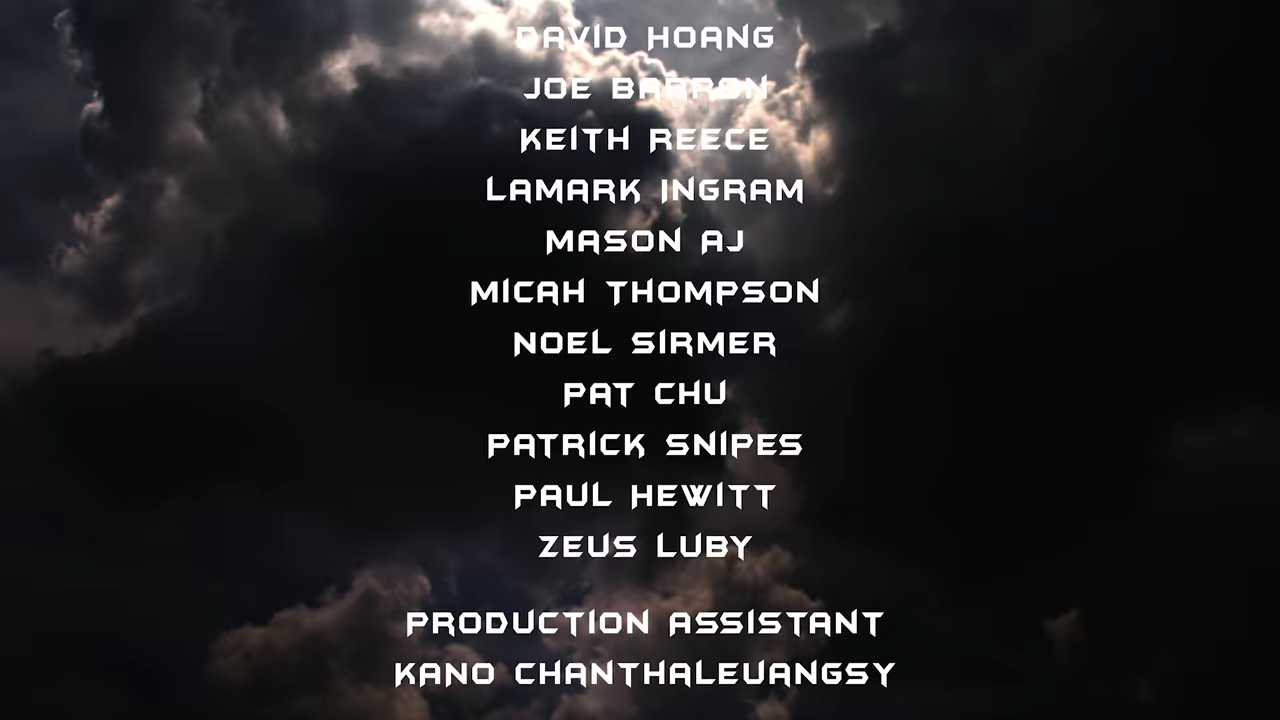 DAVID HOANG
JOE BARRON
KEITH REECE
LAMARK INGRAM
MASON AJ
MICAH THOMPSON
NOEL SIRMER
PAT CHU
PATRICK SNIPES
PAUL HEWITT
ZEUS LUBY
PRODUCTION ASSISTANT
KANO CHANTHALEUANGSY